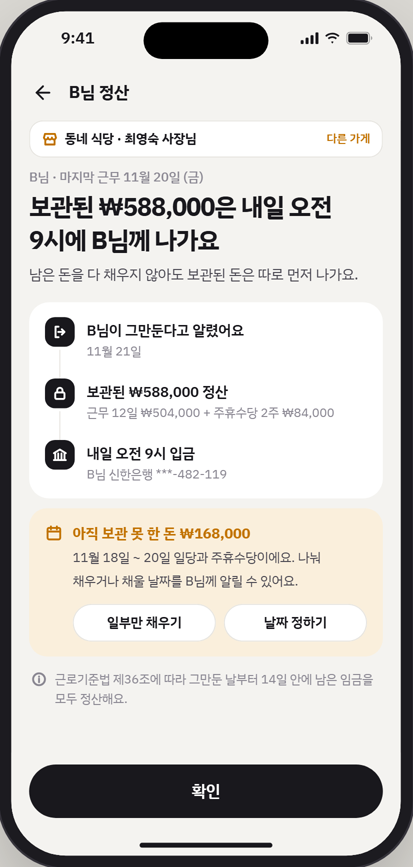 9:41
B님 정산
동네 식당 · 최영숙 사장님
다른 가게
B님 · 마지막 근무 11월 20일 (금)
보관된 ₩588,000은 내일 오전
9시에 B님께 나가요
남은 돈을 다 채우지 않아도 보관된 돈은 따로 먼저 나가요.
B님이 그만둔다고 알렸어요
11월 21일
보관된 ₩588,000 정산
근무 12일 ₩504,000 + 주휴수당 2주 ₩84,000
내일 오전 9시 입금
B님 신한은행 ***-482-119
아직 보관 못 한 돈 ₩168,000
11월 18일 ~ 20일 일당과 주휴수당이에요. 나눠
채우거나 채울 날짜를 B님께 알릴 수 있어요.
일부만 채우기
날짜 정하기
근로기준법 제36조에 따라 그만둔 날부터 14일 안에 남은 임금을
모두 정산해요.
확인